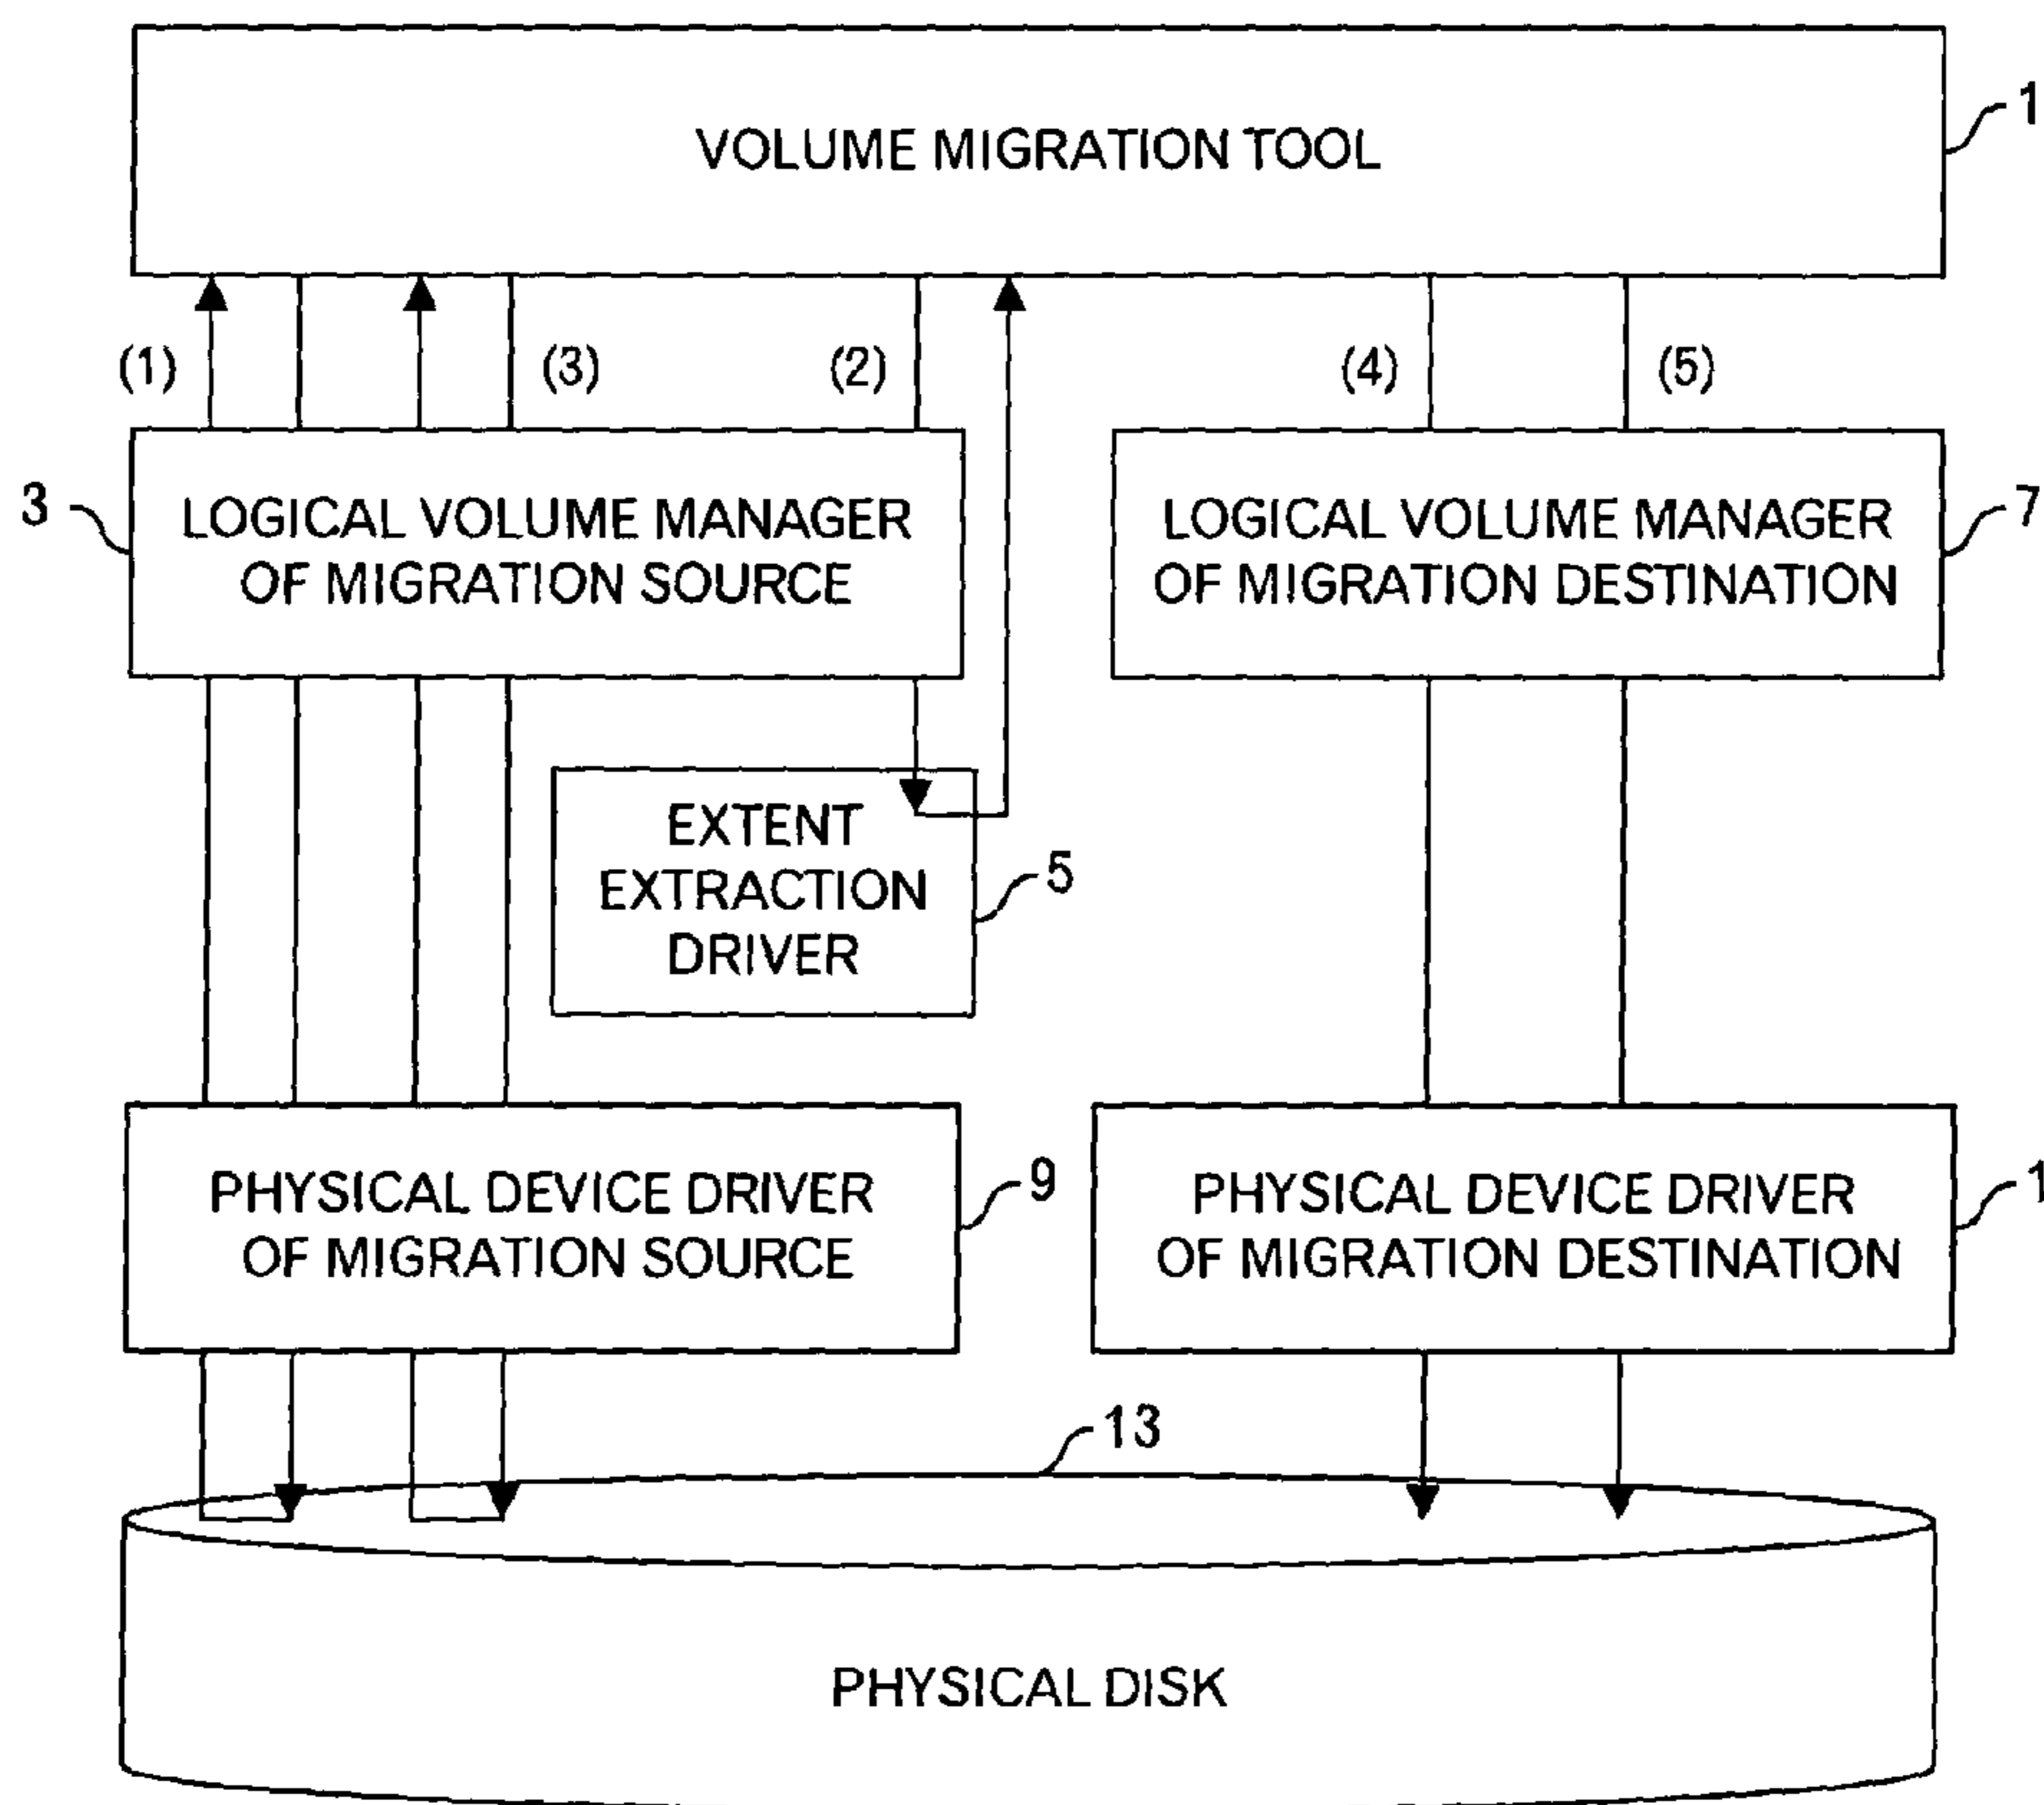 VOLUME MIGRATION TOOL
1
(1)
(3)
(2)
(4)
(5)
3
LOGICAL VOLUME MANAGER
OF MIGRATION SOURCE
LOGICAL VOLUME MANAGER
OF MIGRATION DESTINATION
7
EXTENT
EXTRACTION
DRIVER
5
PHYSICAL DEVICE DRIVER
OF MIGRATION SOURCE
9
PHYSICAL DEVICE DRIVER
OF MIGRATION DESTINATION
1
13
PHYSICAL DISK